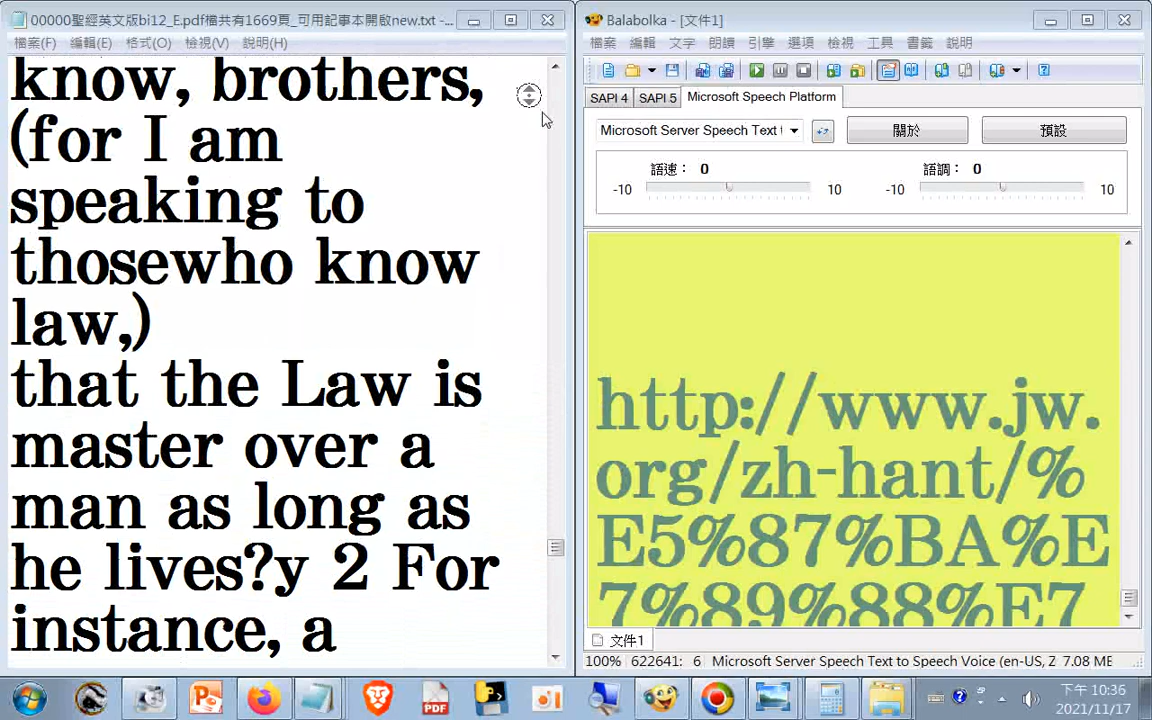 00000聖經英文版bi12_E.pdf檔共有1669頁_可用記事本開啟new.txt -...
檔案(F) 編輯(E) 格式(O) 檢視(V) 說明(H)
know, brothers,
(for I am
speaking to
thosewho know
law,)
that the Law is
master over a
man as long as
he lives?y 2 For
instance, a
Balabolka - [文件1]
檔案 編輯 文字 朗讀 引擎 選項 檢視 工具 書籤 說明
SAPI 4 SAPI 5 Microsoft Speech Platform
Microsoft Server Speech Text 關於 預設
語速： 0 語調： 0
-10 10 -10 10
http://www.jw.
org/zh-hant/%
E5%87%BA%E
7%89%88%E7
文件1
100% 622641: 6 Microsoft Server Speech Text to Speech Voice (en-US, Z 7.08 ME
PDF
下午 10:36
2021/11/17